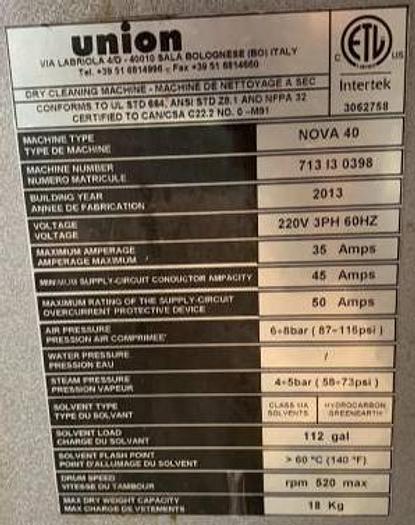 union
VIA LABRIOLA 4/D - 40010 SALA BOLOGNESE (BO) ITALY
Tel. +39 51 6814996 - Fax +39 51 6814660
DRY CLEANING MACHINE - MACHINE DE NETTOYAGE A SEC
CONFORMS TO UL STD 664, ANSI STD Z8.1 AND NFPA 32
CERTIFIED TO CAN/CSA C22.2 NO. 0 -M91
C ETL US
Intertek
3062758
MACHINE TYPE
TYPE DE MACHINE
NOVA 40
MACHINE NUMBER
NUMERO MATRICULE
713 I3 0398
BUILDING YEAR
ANNEE DE FABRICATION
2013
VOLTAGE
VOLTAGE
220V 3PH 60HZ
MAXIMUM AMPERAGE
AMPERAGE MAXIMUM
35 Amps
MINIMUM SUPPLY-CIRCUIT CONDUCTOR AMPACITY
45 Amps
MAXIMUM RATING OF THE SUPPLY-CIRCUIT
OVERCURRENT PROTECTIVE DEVICE
50 Amps
AIR PRESSURE
PRESSION AIR COMPRIMEE'
6÷8bar ( 87-116psi )
WATER PRESSURE
PRESSION EAU
/
STEAM PRESSURE
PRESSION VAPEUR
4÷5bar ( 58÷73psi )
SOLVENT TYPE
TYPE DU SOLVANT
CLASS IIIA
SOLVENTS
HYDROCARBON
GREENEARTH
SOLVENT LOAD
CHARGE DU SOLVANT
112 gal
SOLVENT FLASH POINT
POINT D'ALLUMAGE DU SOLVENT
> 60 °C (140 °F)
DRUM SPEED
VITESSE DU TAMBOUR
rpm 520 max
MAX DRY WEIGHT CAPACITY
MAX CHARGE DE VETEMENTS
18 Kg